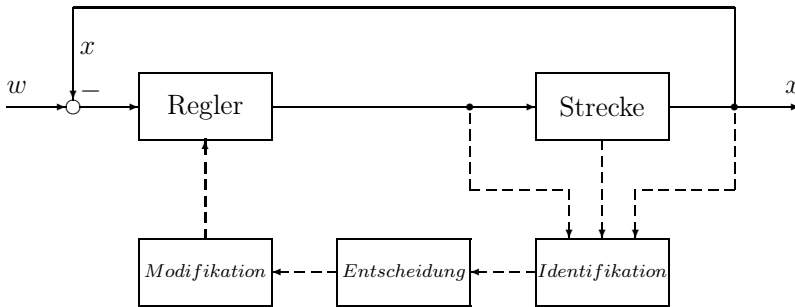 x
w
−
Regler
Strecke
x
Modifikation
Entscheidung
Identifikation